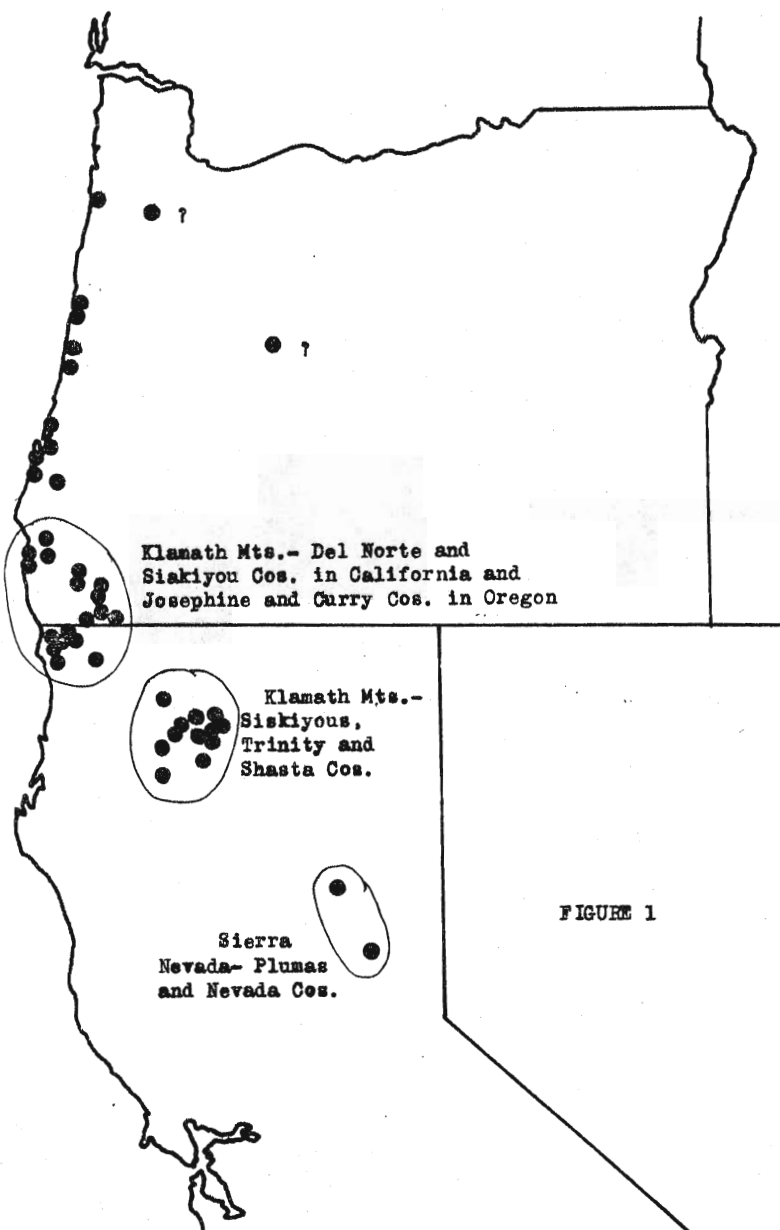 ?
?
Klamath Mts.- Del Norte and
Siakiyou Cos. in California and
Josephine and Curry Cos. in Oregon
Klamath Mts.-
Siskiyous,
Trinity and
Shasta Cos.
FIGURE 1
Sierra
Nevada- Plumas
and Nevada Cos.